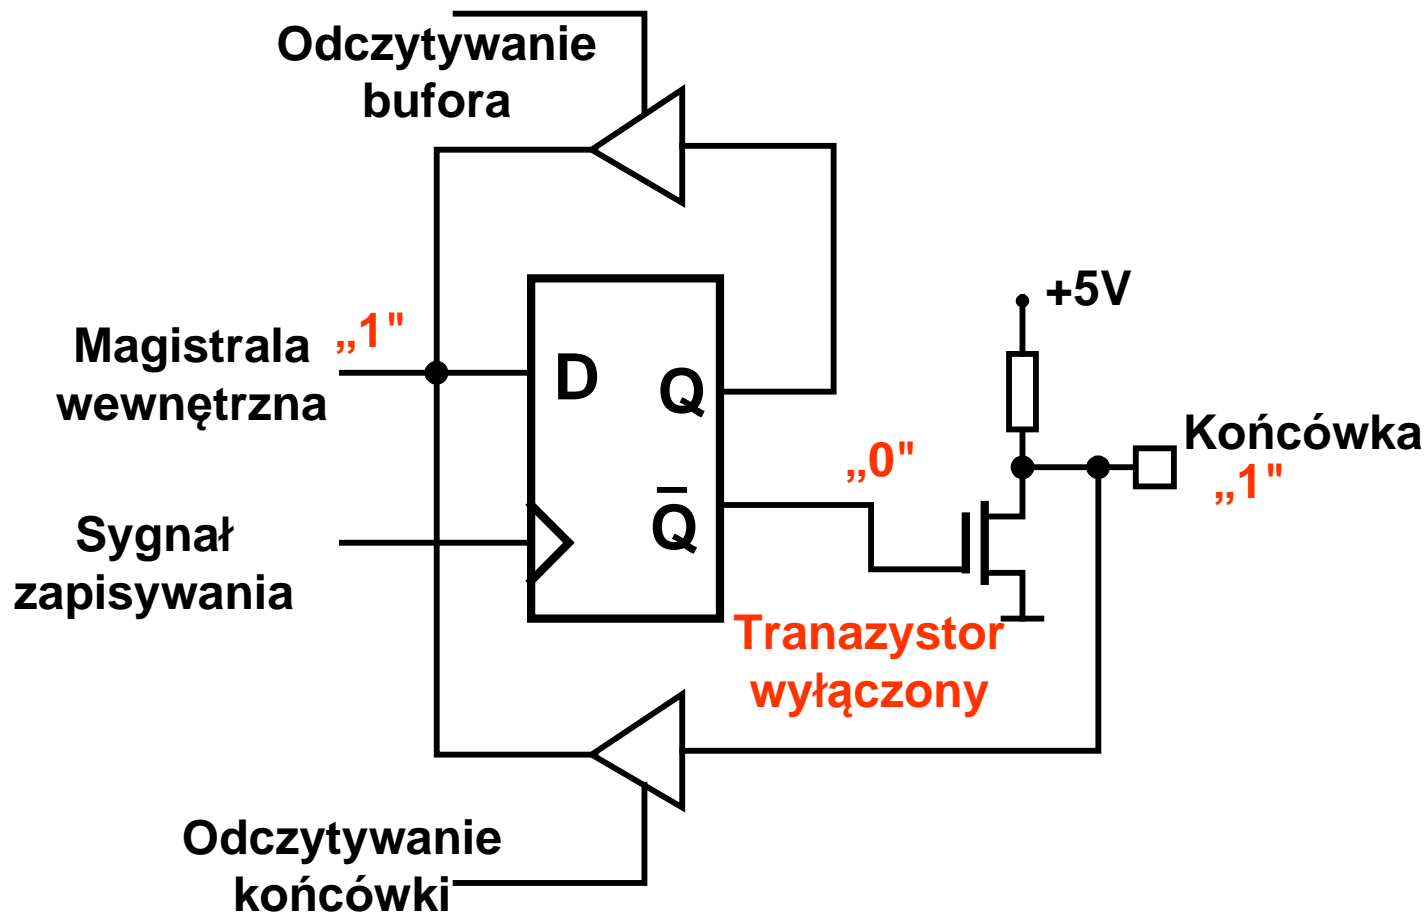 Odczytywanie
bufora
+5V
Magistrala
wewnętrzna
„1"
D
Q
Końcówka
„1"
„0"
Q̅
Sygnał
zapisywania
Tranazystor
wyłączony
Odczytywanie
końcówki